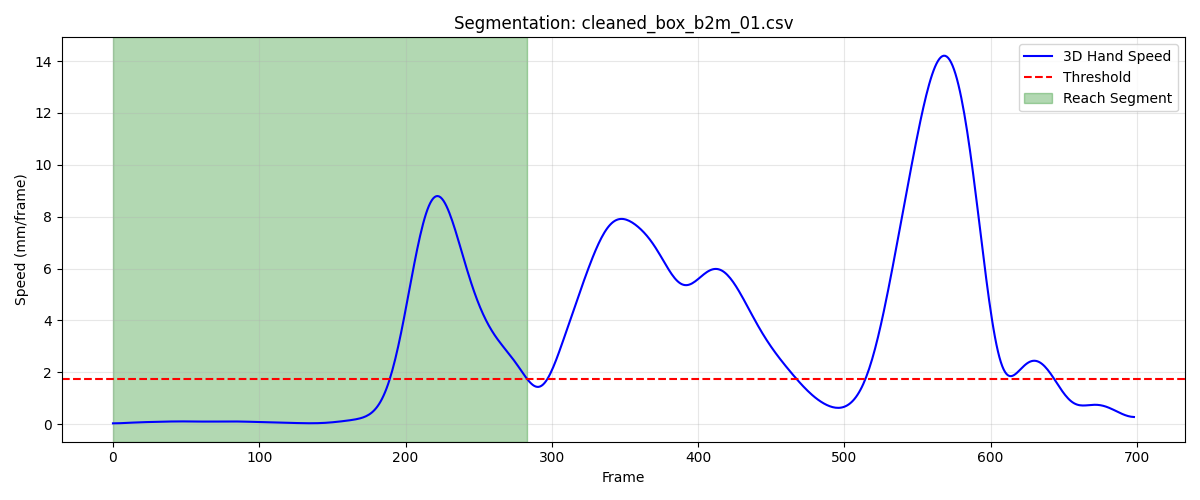 Segmentation: cleaned_box_b2m_01.csv
3D Hand Speed
Threshold
Reach Segment
Speed (mm/frame)
14
12
10
8
6
4
2
0
0 100 200 300 400 500 600 700
Frame